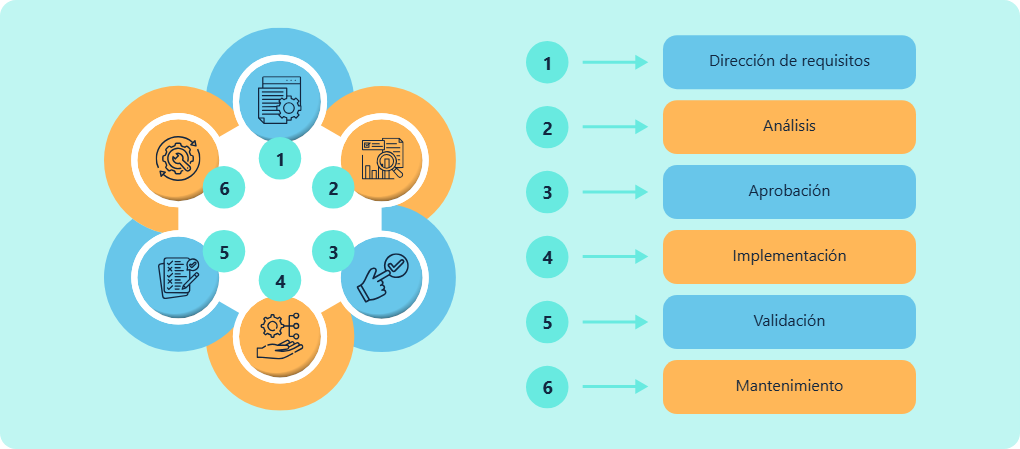 1
2
3
4
5
6
1 Dirección de requisitos
2 Análisis
3 Aprobación
4 Implementación
5 Validación
6 Mantenimiento